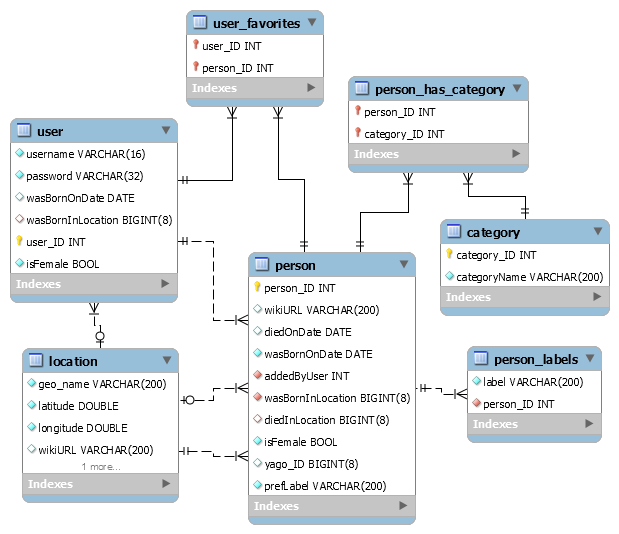 user_favorites
user_ID INT
person_ID INT
Indexes
person_has_category
person_ID INT
category_ID INT
Indexes
user
username VARCHAR(16)
password VARCHAR(32)
wasBornOnDate DATE
wasBornInLocation BIGINT(8)
user_ID INT
isFemale BOOL
Indexes
category
category_ID INT
categoryName VARCHAR(200)
Indexes
person
person_ID INT
wikiURL VARCHAR(200)
diedOnDate DATE
wasBornOnDate DATE
addedByUser INT
wasBornInLocation BIGINT(8)
diedInLocation BIGINT(8)
isFemale BOOL
yago_ID BIGINT(8)
prefLabel VARCHAR(200)
Indexes
location
geo_name VARCHAR(200)
latitude DOUBLE
longitude DOUBLE
wikiURL VARCHAR(200)
1 more...
Indexes
person_labels
label VARCHAR(200)
person_ID INT
Indexes